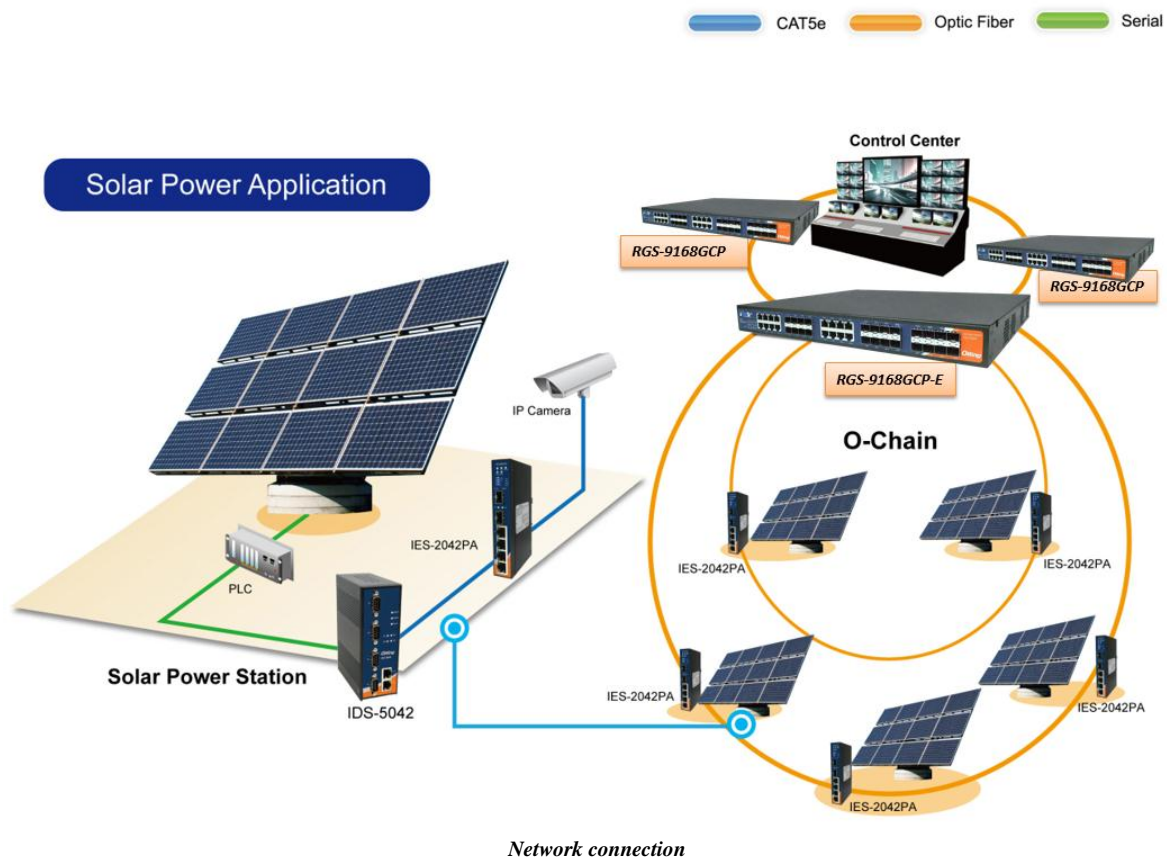 CAT5e
Optic Fiber
Serial
Control Center
Solar Power Application
RGS-9168GCP
RGS-9168GCP
RGS-9168GCP-E
IP Camera
O-Chain
IES-2042PA
PLC
IES-2042PA
IES-2042PA
Solar Power Station
IDS-5042
IES-2042PA
IES-2042PA
IES-2042PA
Network connection